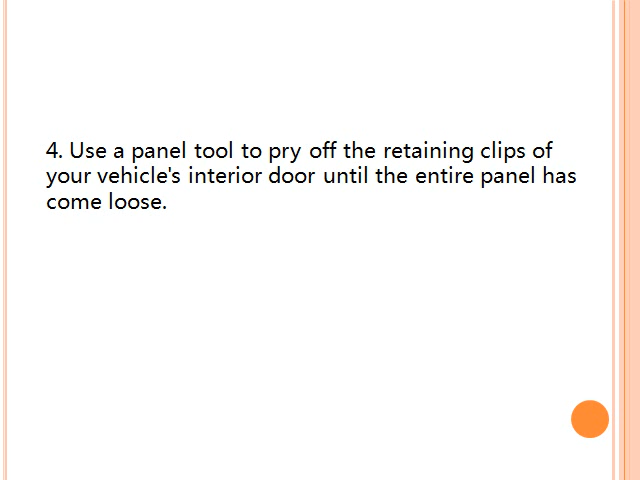 4. Use a panel tool to pry off the retaining clips of
your vehicle's interior door until the entire panel has
come loose.